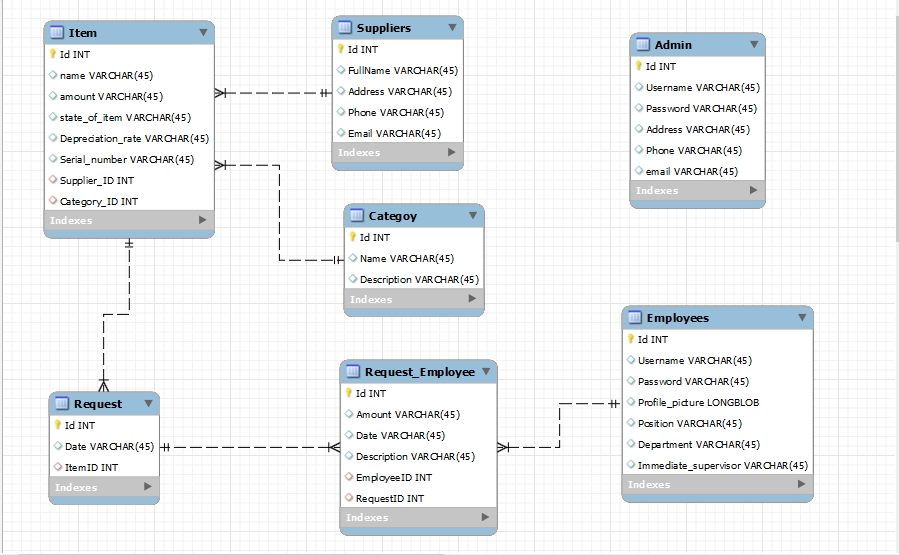 Item
Id INT
name VARCHAR(45)
amount VARCHAR(45)
state_of_item VARCHAR(45)
Depreciation_rate VARCHAR(45)
Serial_number VARCHAR(45)
Supplier_ID INT
Category_ID INT
Indexes
Suppliers
Id INT
FullName VARCHAR(45)
Address VARCHAR(45)
Phone VARCHAR(45)
Email VARCHAR(45)
Indexes
Admin
Id INT
Username VARCHAR(45)
Password VARCHAR(45)
Address VARCHAR(45)
Phone VARCHAR(45)
email VARCHAR(45)
Indexes
Categoy
Id INT
Name VARCHAR(45)
Description VARCHAR(45)
Indexes
Employees
Id INT
Username VARCHAR(45)
Password VARCHAR(45)
Profile_picture LONGBLOB
Position VARCHAR(45)
Department VARCHAR(45)
Immediate_supervisor VARCHAR(45)
Indexes
Request_Employee
Id INT
Amount VARCHAR(45)
Date VARCHAR(45)
Description VARCHAR(45)
EmployeeID INT
RequestID INT
Indexes
Request
Id INT
Date VARCHAR(45)
ItemID INT
Indexes